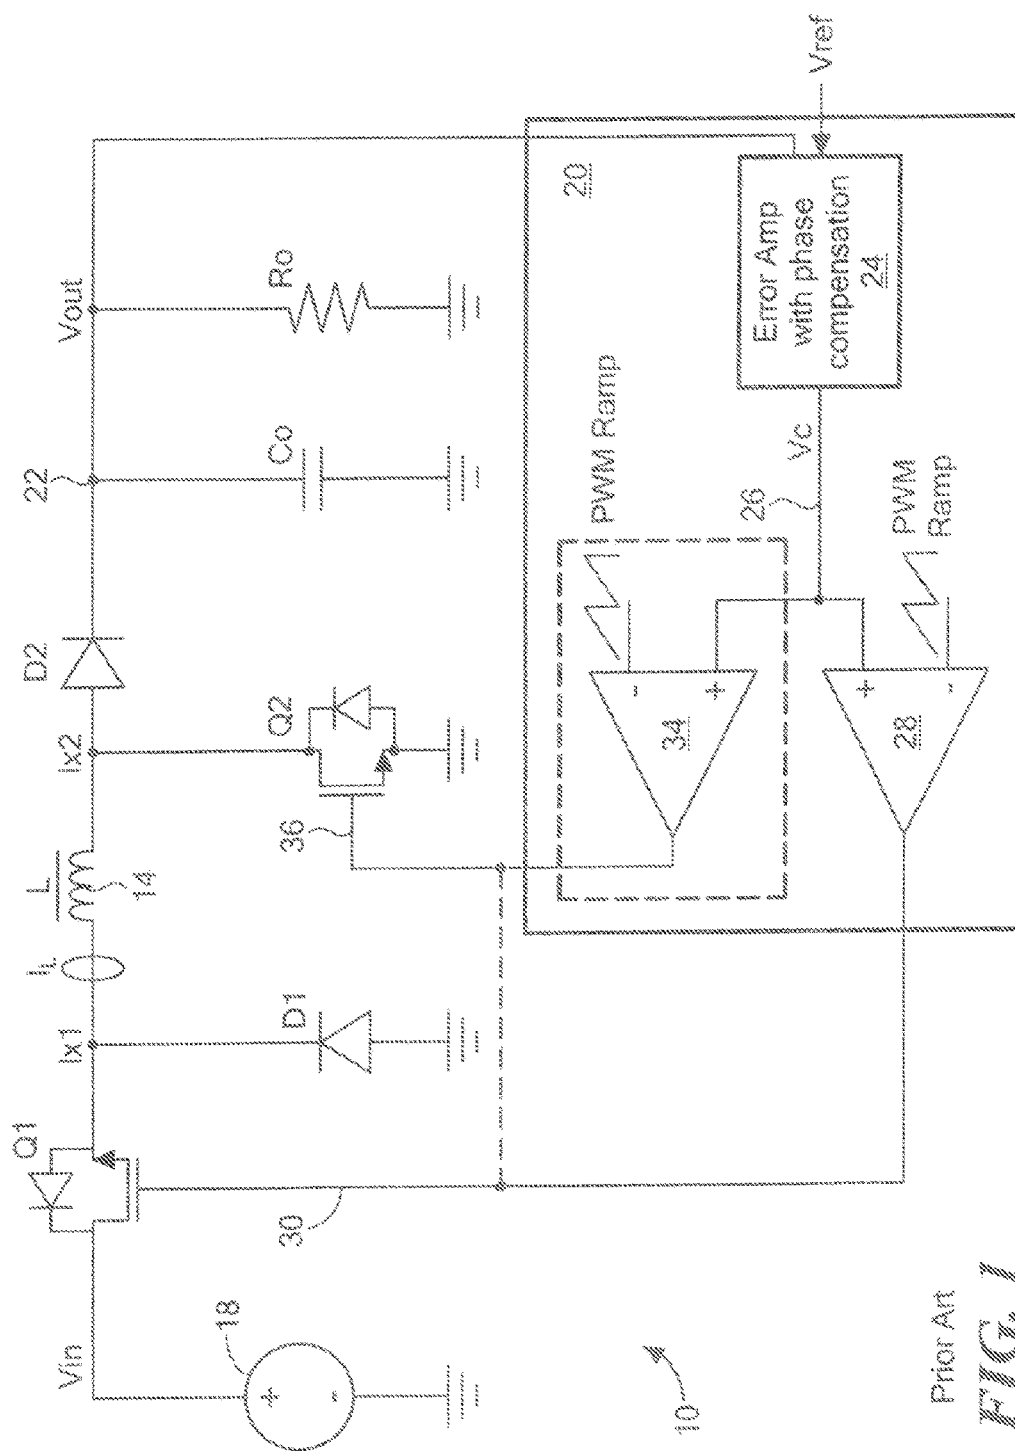 Vin
18
+
-
Q1
30
Ix1
D1
IL
L
14
Ix2
Q2
36
D2
22
Co
Vout
Ro
20
PWM Ramp
-
+
34
+
-
28
PWM
Ramp
26
Vc
Error Amp
with phase
compensation
24
Vref
10
Prior Art
FIG. 1